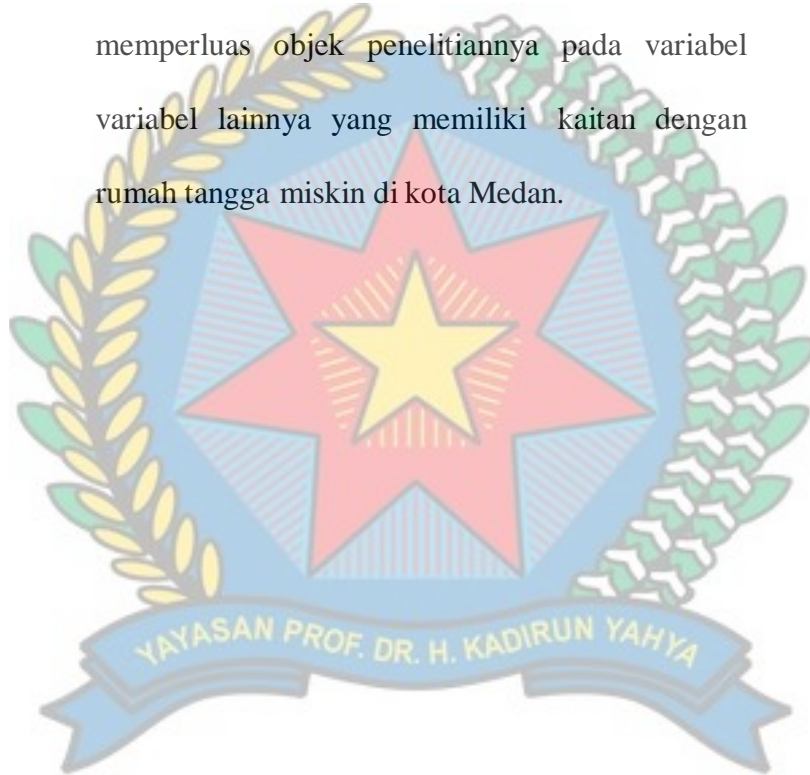 memperluas objek penelitiannya pada variabel
variabel lainnya yang memiliki kaitan dengan
rumah tangga miskin di kota Medan.
YAYASAN PROF. DR. H. KADIRUN YAHYA